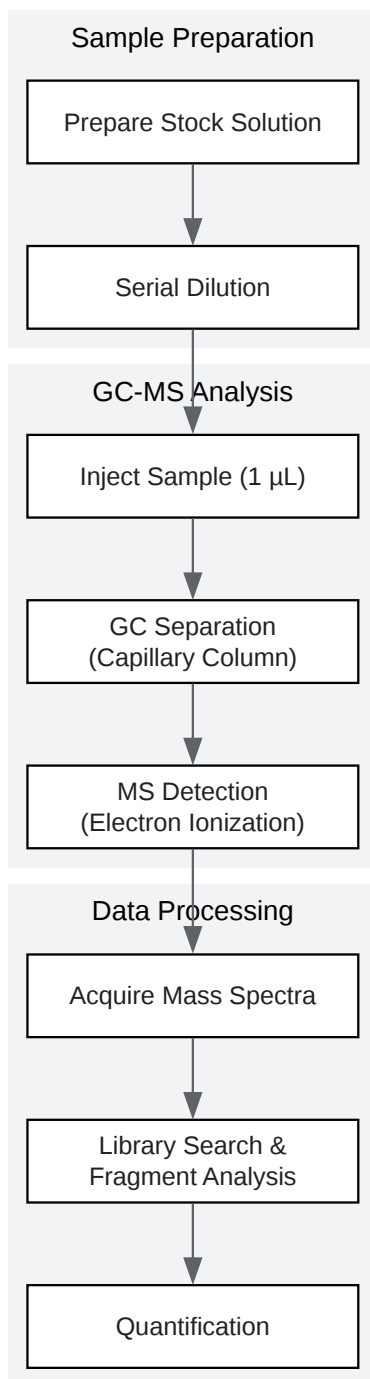 Sample Preparation
Prepare Stock Solution
Serial Dilution
GC-MS Analysis
Inject Sample (1 µL)
GC Separation
(Capillary Column)
MS Detection
(Electron Ionization)
Data Processing
Acquire Mass Spectra
Library Search &
Fragment Analysis
Quantification